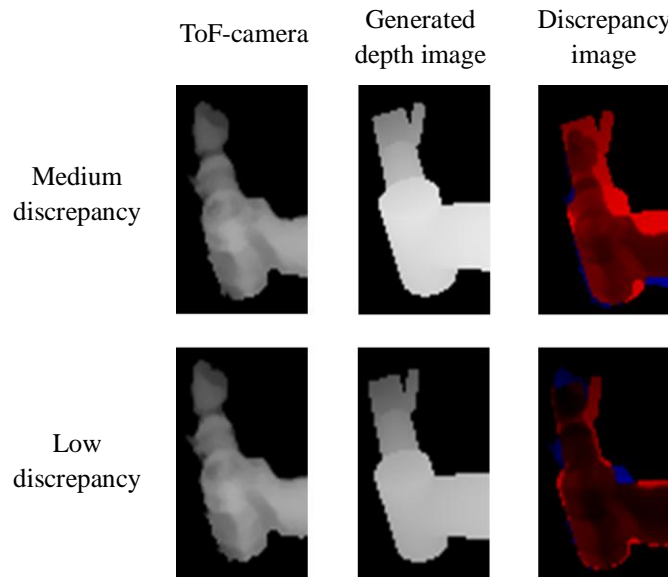 ToF-camera
Generated
depth image
Discrepancy
image
Medium
discrepancy
Low
discrepancy